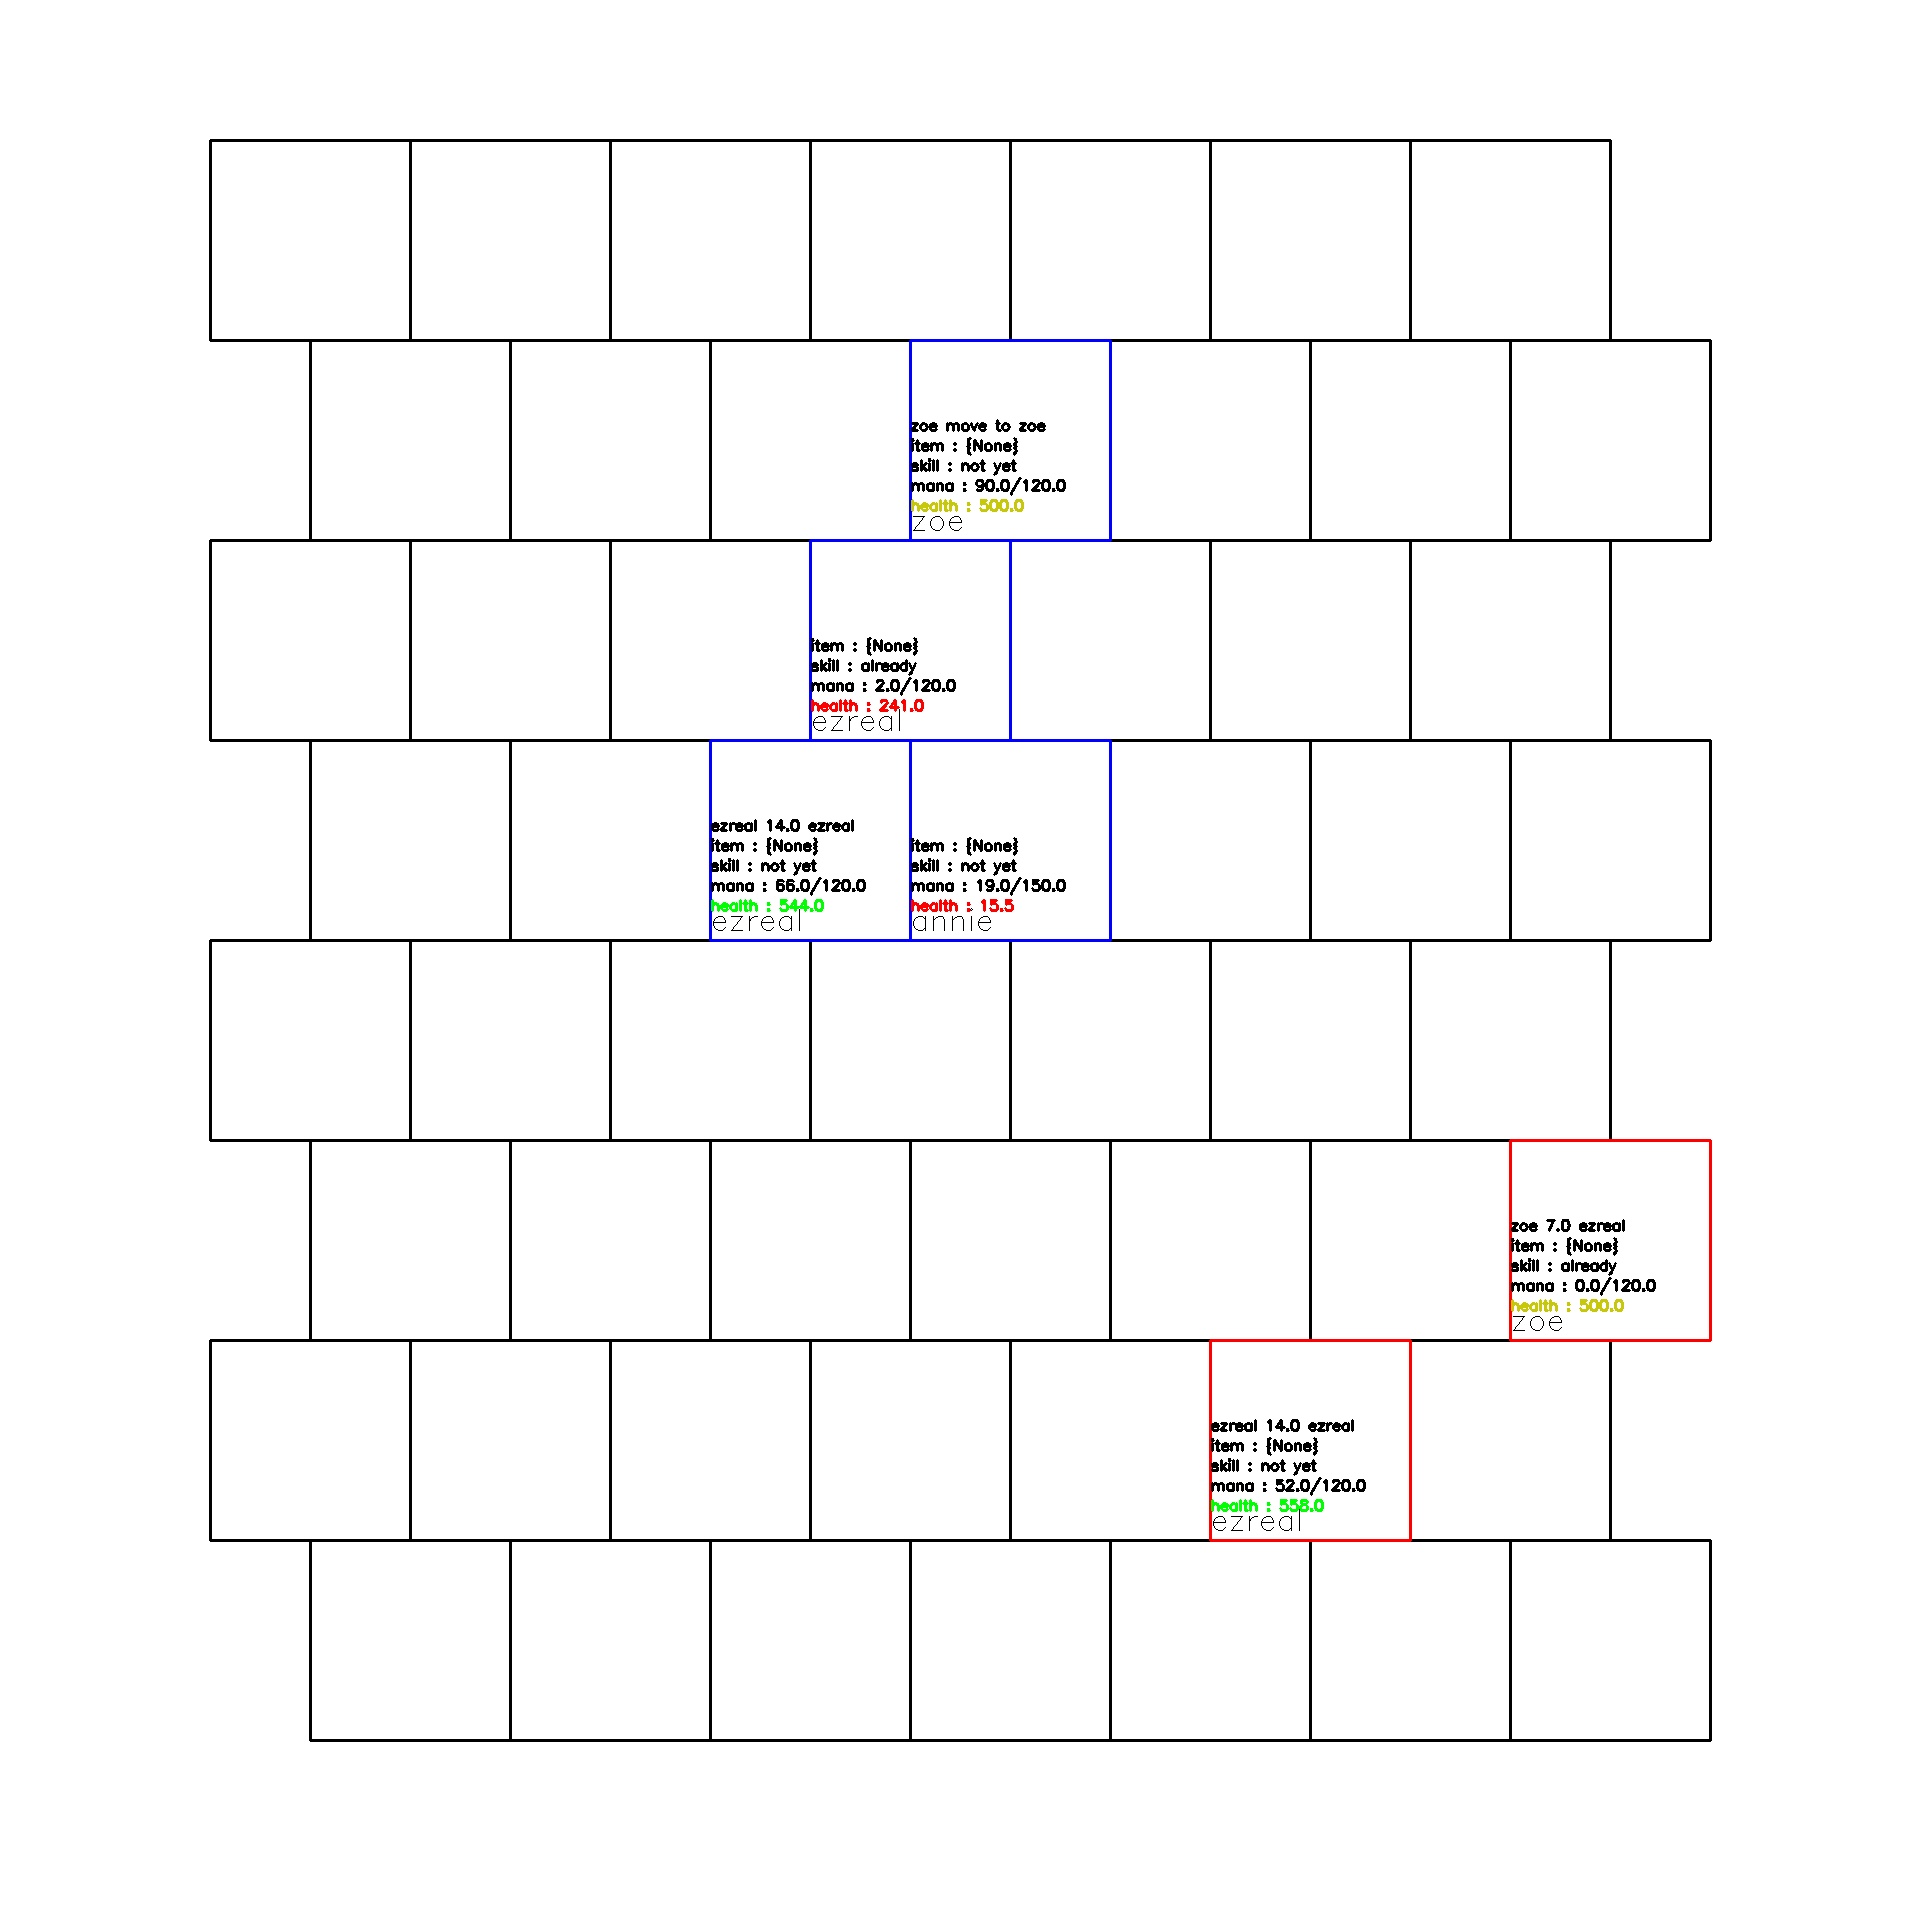 zoe move to zoe
item : {None}
skill : not yet
mana : 90.0/120.0
health : 500.0
zoe
item : {None}
skill : already
mana : 2.0/120.0
health : 241.0
ezreal
ezreal 14.0 ezreal
item : {None}
skill : not yet
mana : 66.0/120.0
health : 544.0
ezreal
item : {None}
skill : not yet
mana : 19.0/150.0
health : 15.5
annie
zoe 7.0 ezreal
item : {None}
skill : already
mana : 0.0/120.0
health : 500.0
zoe
ezreal 14.0 ezreal
item : {None}
skill : not yet
mana : 52.0/120.0
health : 558.0
ezreal